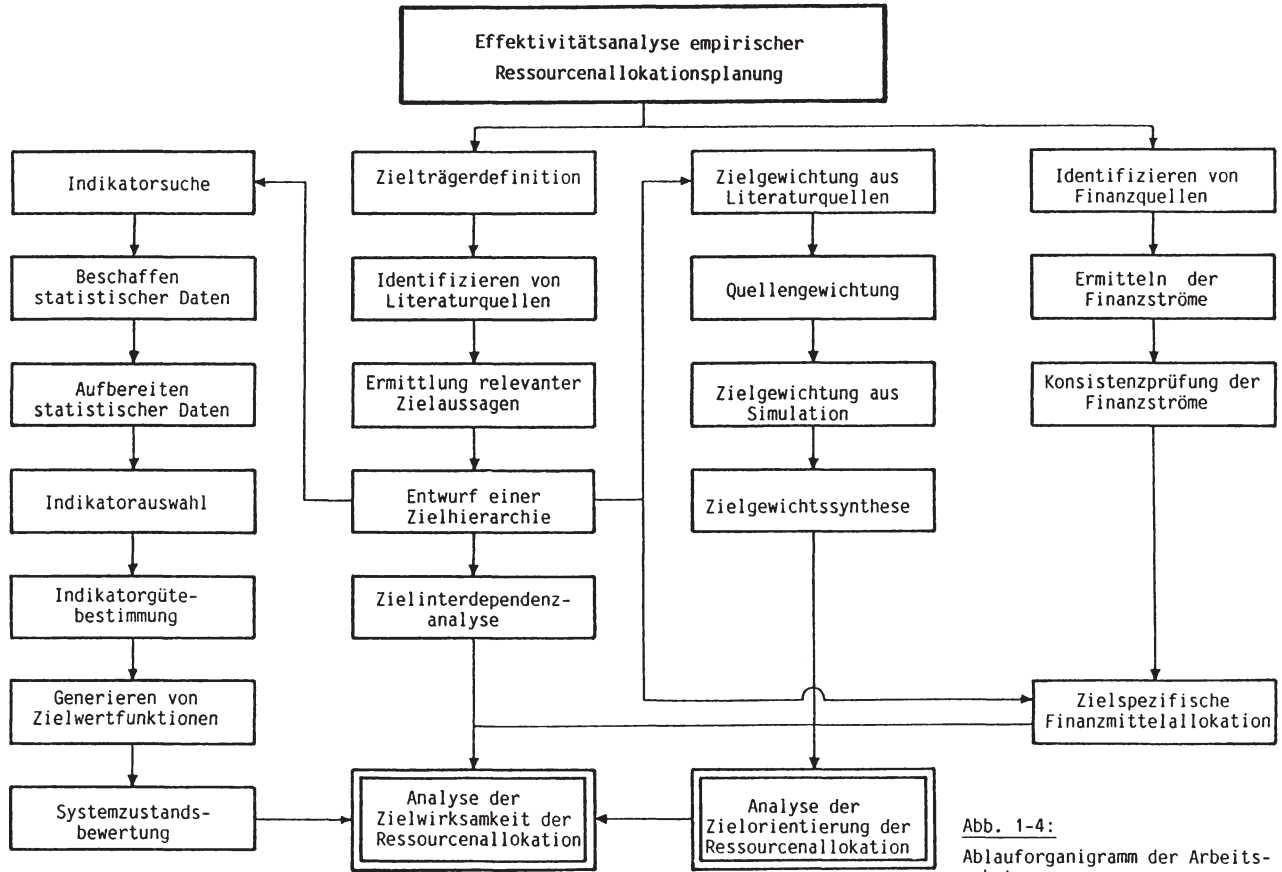 Effektivitätsanalyse empirischer
Ressourcenallokationsplanung
Indikatorsuche
Beschaffen
statistischer Daten
Aufbereiten
statistischer Daten
Indikatorauswahl
Indikatorgüte-
bestimmung
Generieren von
Zielwertfunktionen
Systemzustands-
bewertung
Zielträgerdefinition
Identifizieren von
Literaturquellen
Ermittlung relevanter
Zielaussagen
Entwurf einer
Zielhierarchie
Zielinterdependenz-
analyse
Analyse der
Zielwirksamkeit der
Ressourcenallokation
Zielgewichtung aus
Literaturquellen
Quellengewichtung
Zielgewichtung aus
Simulation
Zielgewichtssynthese
Analyse der
Zielorientierung der
Ressourcenallokation
Identifizieren von
Finanzquellen
Ermitteln der
Finanzströme
Konsistenzprüfung der
Finanzströme
Zielspezifische
Finanzmittelallokation
Abb. 1-4:
Ablauforganigramm der Arbeits-